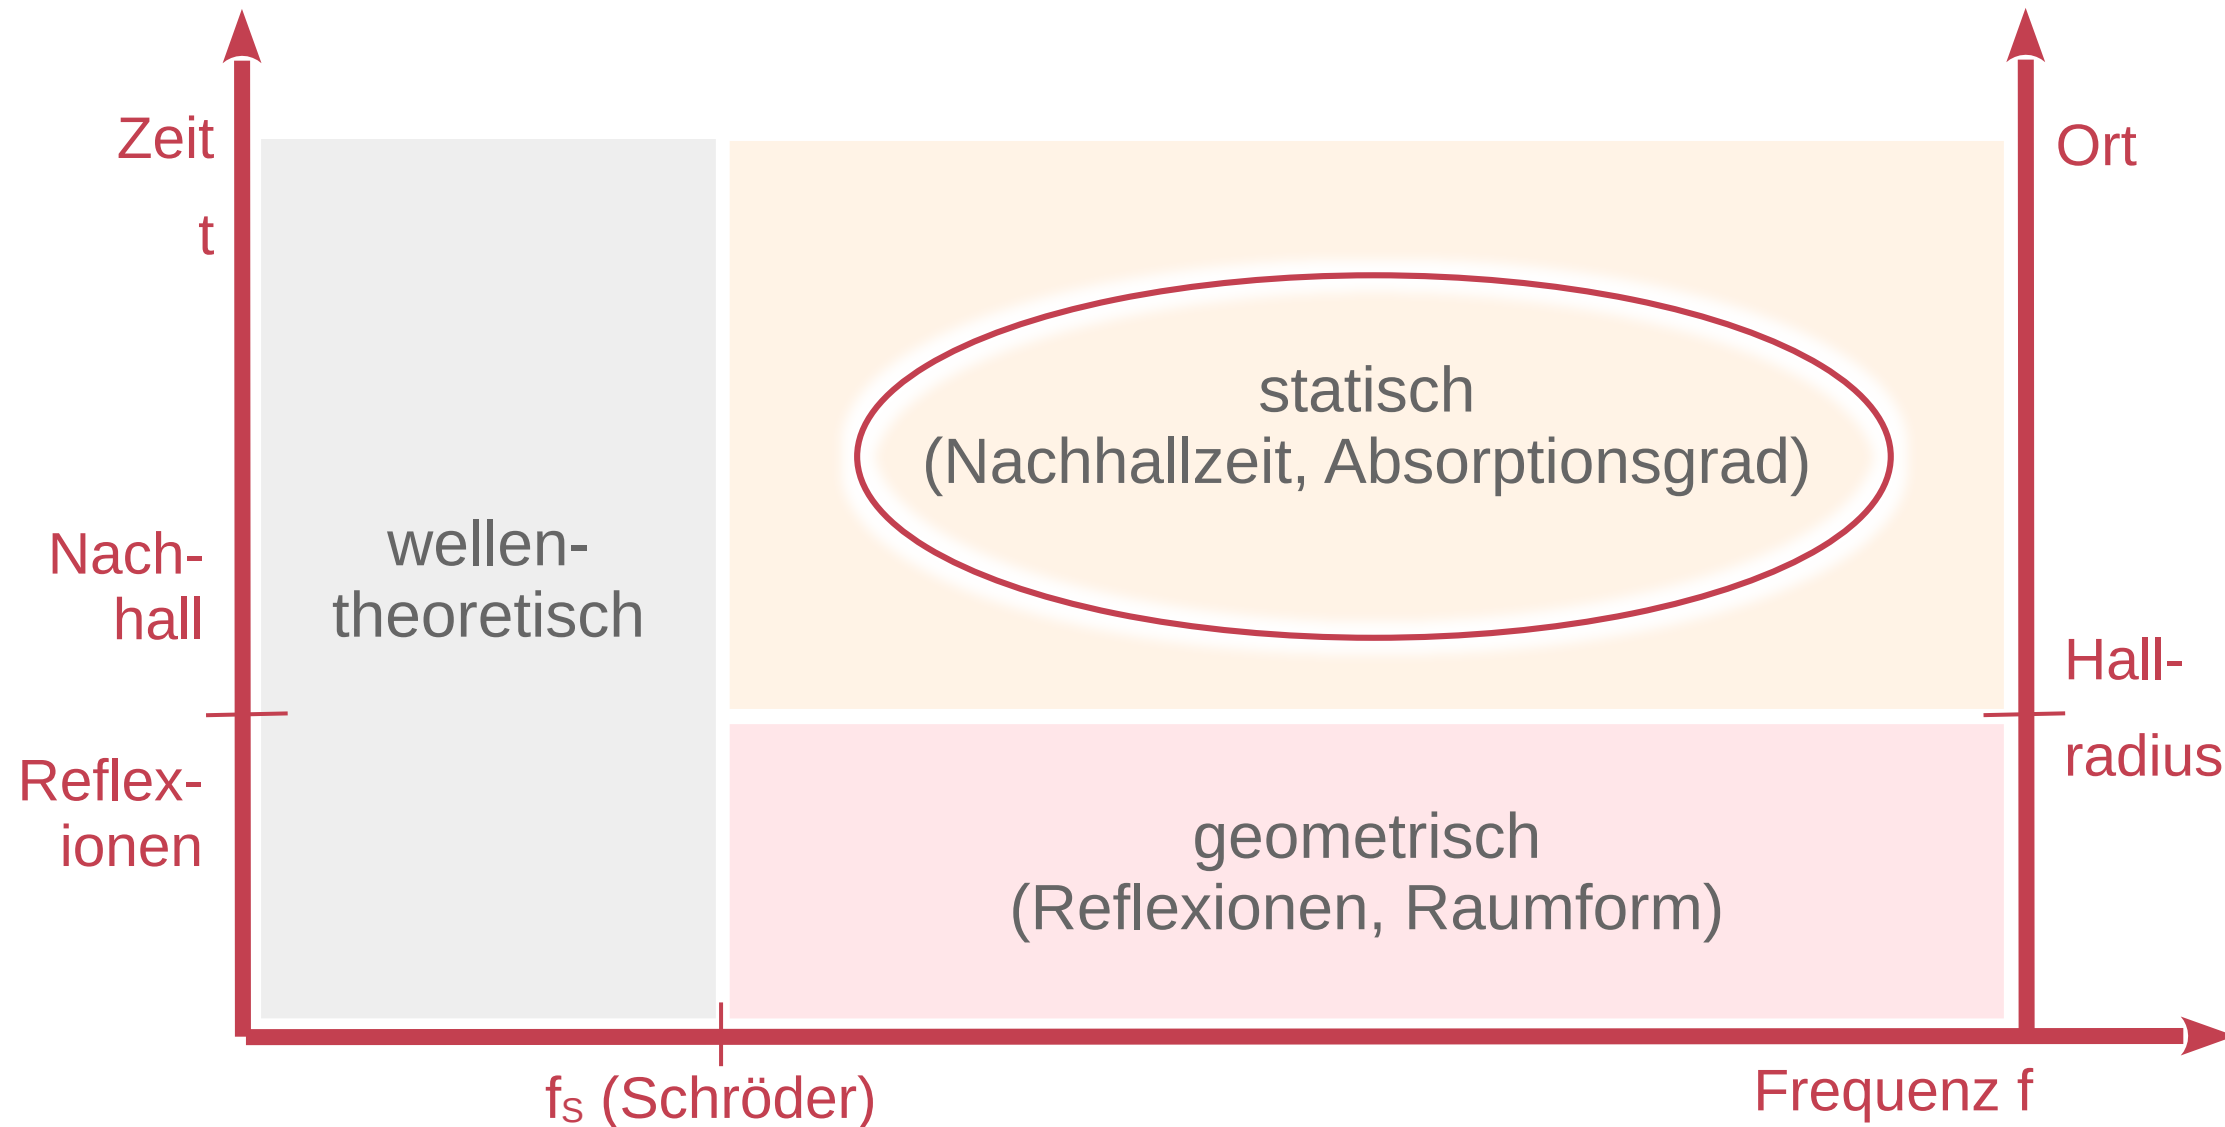 Zeit
t
Ort
statisch
(Nachhallzeit, Absorptionsgrad)
wellen-
theoretisch
Nach-
hall
Hall-
radius
Reflex-
ionen
geometrisch
(Reflexionen, Raumform)
fS (Schröder)
Frequenz f